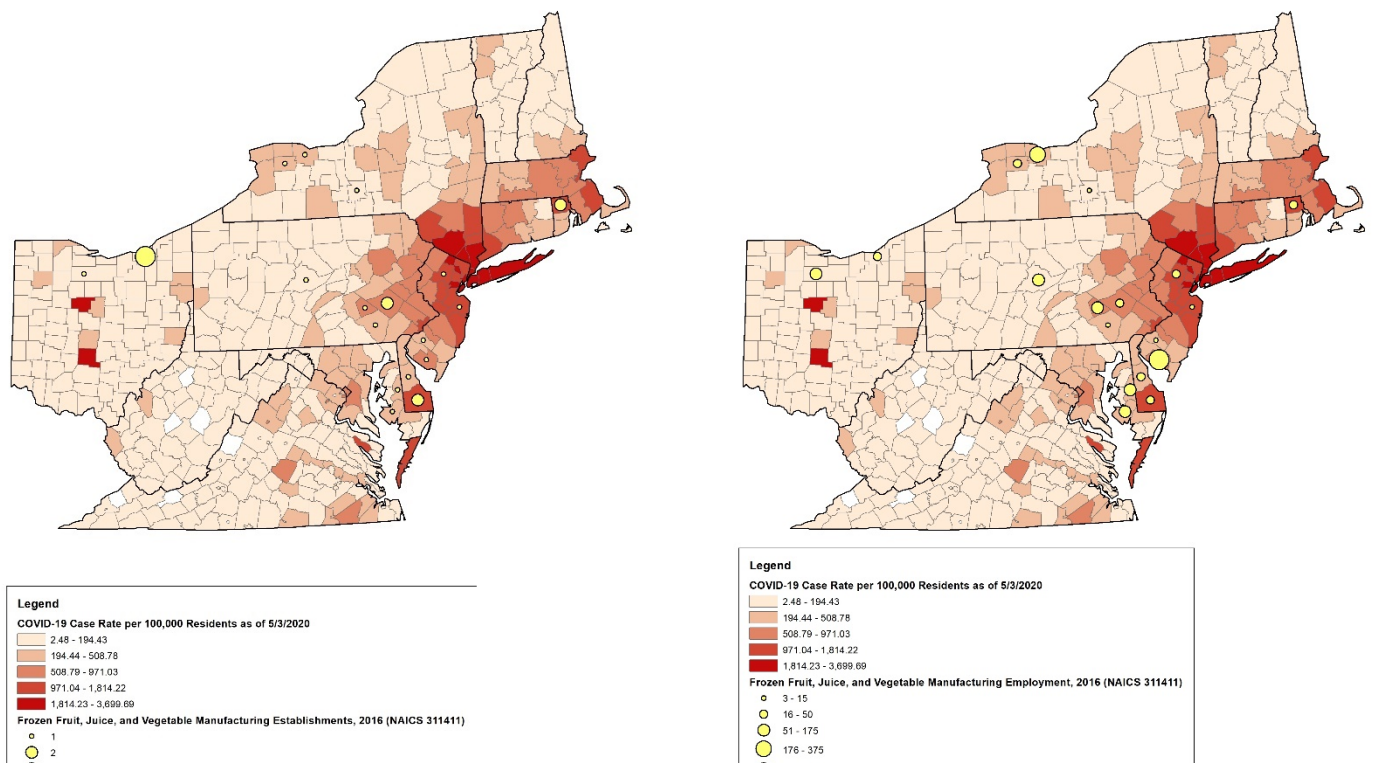 Legend
COVID-19 Case Rate per 100,000 Residents as of 5/3/2020
2.48 - 194.43
194.44 - 508.78
508.79 - 971.03
971.04 - 1,814.22
1,814.23 - 3,699.69
Frozen Fruit, Juice, and Vegetable Manufacturing Establishments, 2016 (NAICS 311411)
1
2
Legend
COVID-19 Case Rate per 100,000 Residents as of 5/3/2020
2.48 - 194.43
194.44 - 508.78
508.79 - 971.03
971.04 - 1,814.22
1,814.23 - 3,699.69
Frozen Fruit, Juice, and Vegetable Manufacturing Employment, 2016 (NAICS 311411)
3 - 15
16 - 50
51 - 175
176 - 375